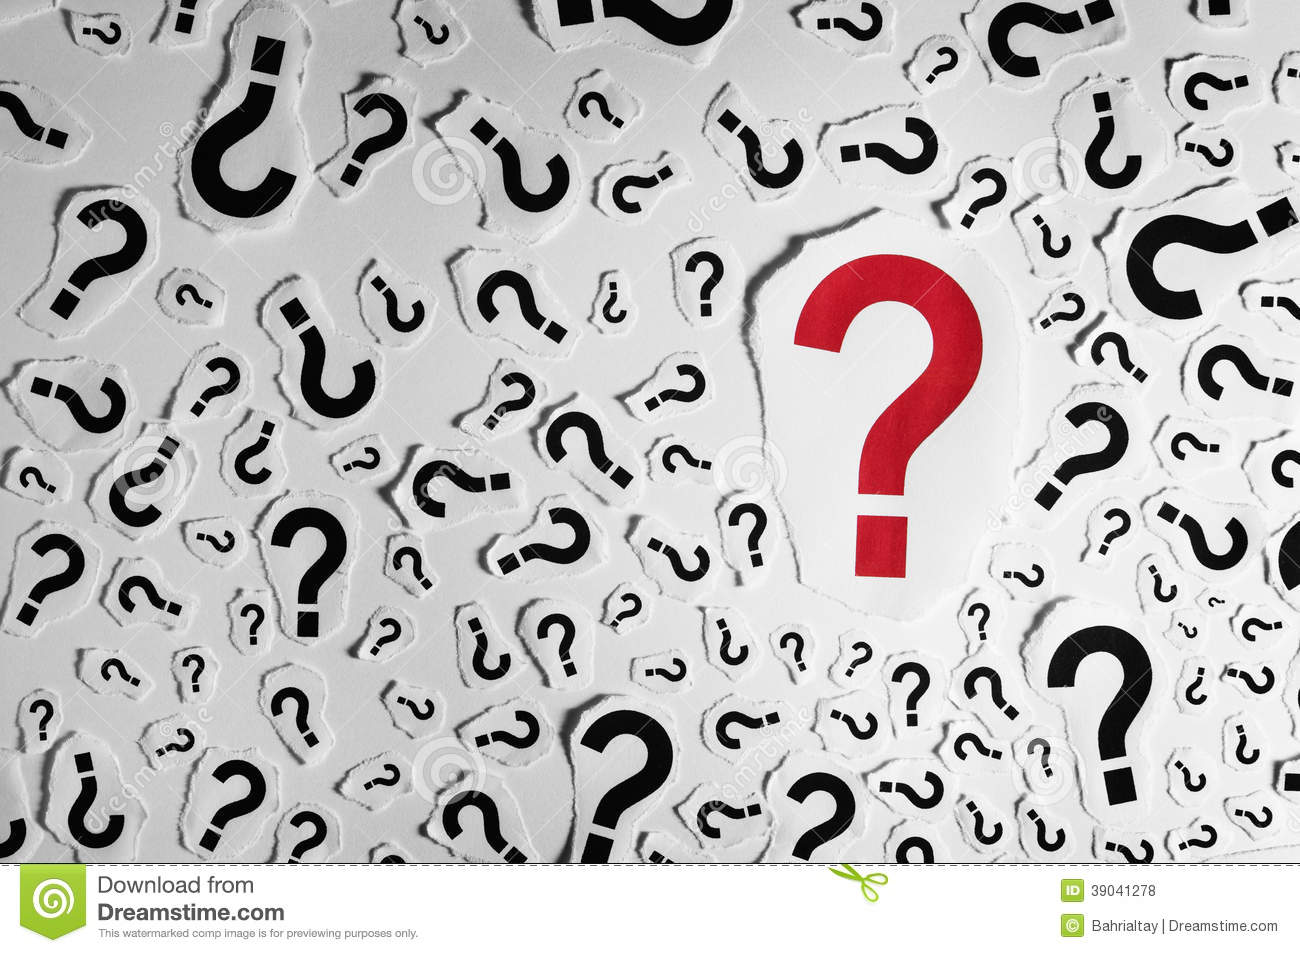 ?
Download from
Dreamstime.com
This watermarked comp image is for previewing purposes only.
ID 39041278
© Bahrialtay | Dreamstime.com